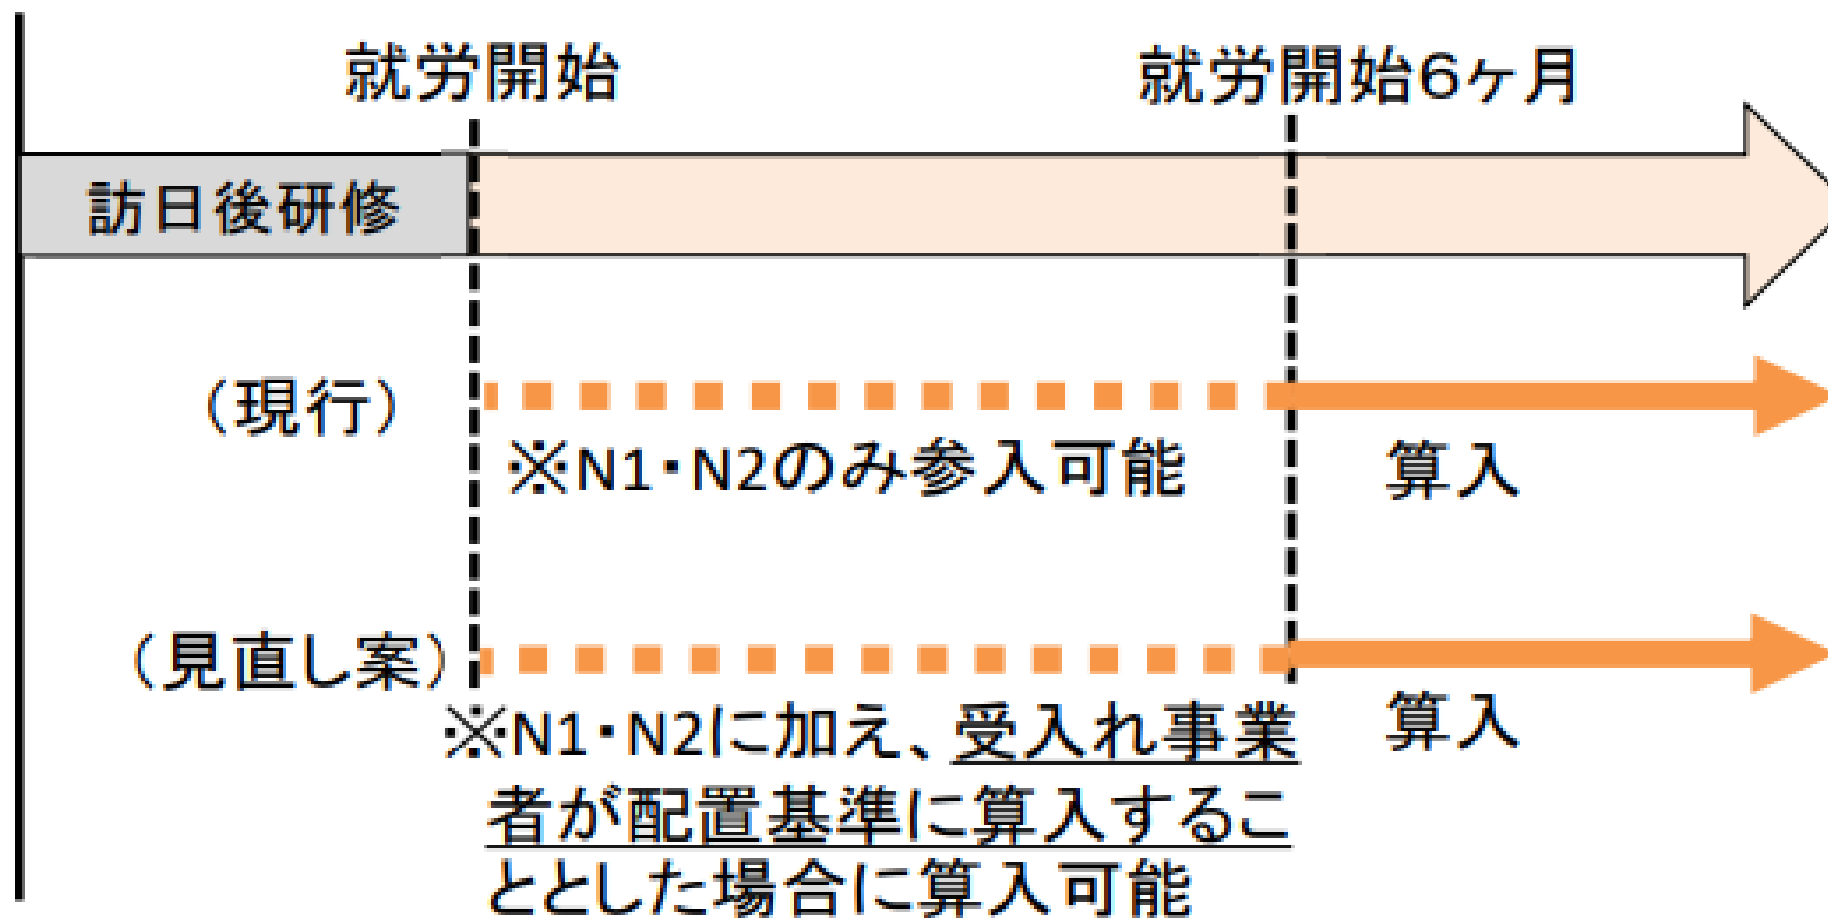 就労開始
就労開始6ヶ月
訪日後研修
（現行）
※N1・N2のみ参入可能
算入
（見直し案）
※N1・N2に加え、受入れ事業
者が配置基準に算入するこ
ととした場合に算入可能
算入